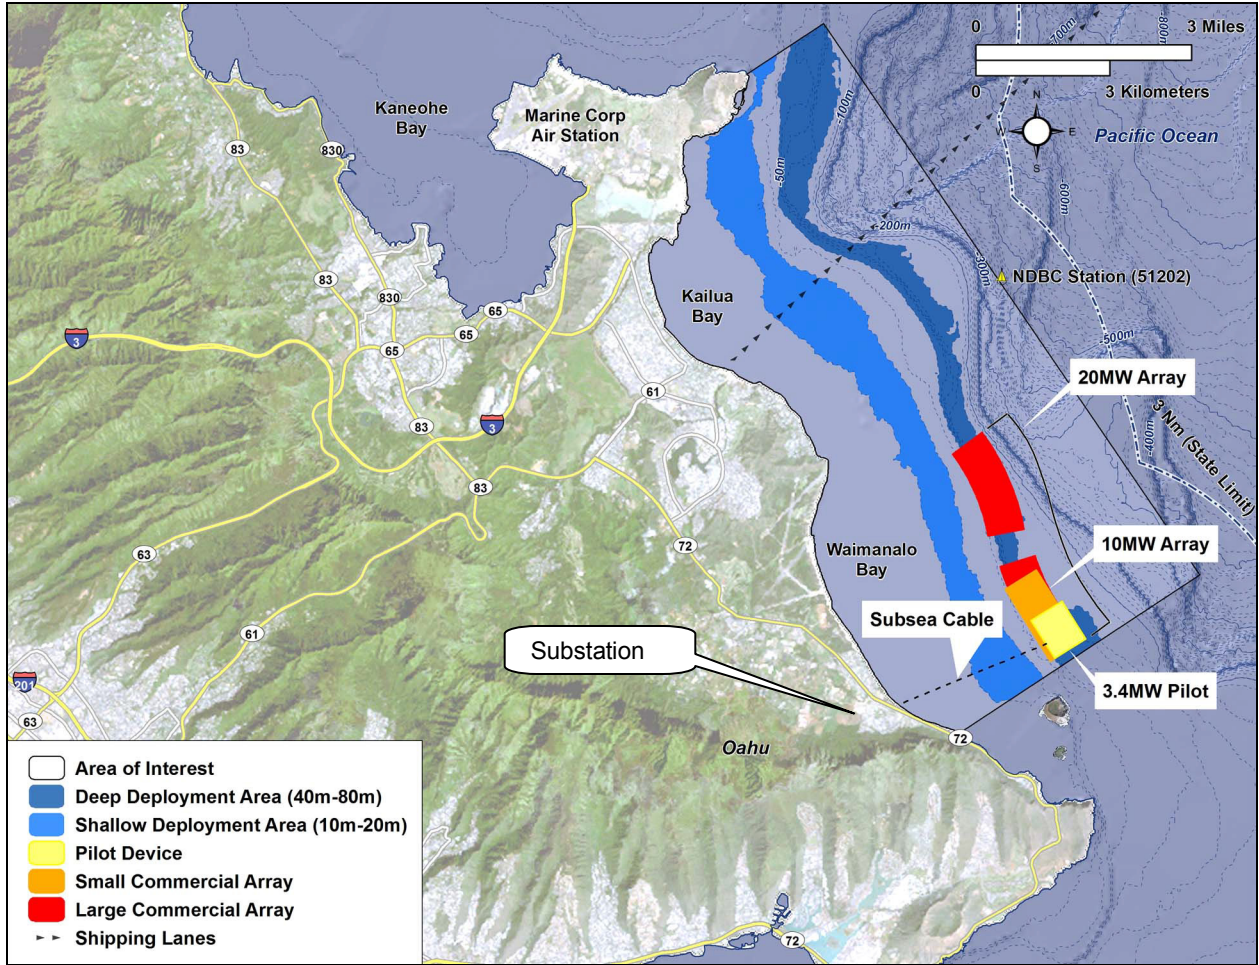 0
3 Miles
0
3 Kilometers
N
W
E
S
Pacific Ocean
-700m
-800m
Kaneohe
Bay
Marine Corp
Air Station
83
830
-100m
-50m
600m
-200m
-300m
NDBC Station (51202)
83
830
Kailua
Bay
65
65
65
3
-500m
20MW Array
61
3 Nm (State Limit)
-400m
83
3
83
72
63
10MW Array
Waimanalo
Bay
Subsea Cable
61
Substation
3.4MW Pilot
201
63
72
Oahu
72
Area of Interest
Deep Deployment Area (40m-80m)
Shallow Deployment Area (10m-20m)
Pilot Device
Small Commercial Array
Large Commercial Array
Shipping Lanes